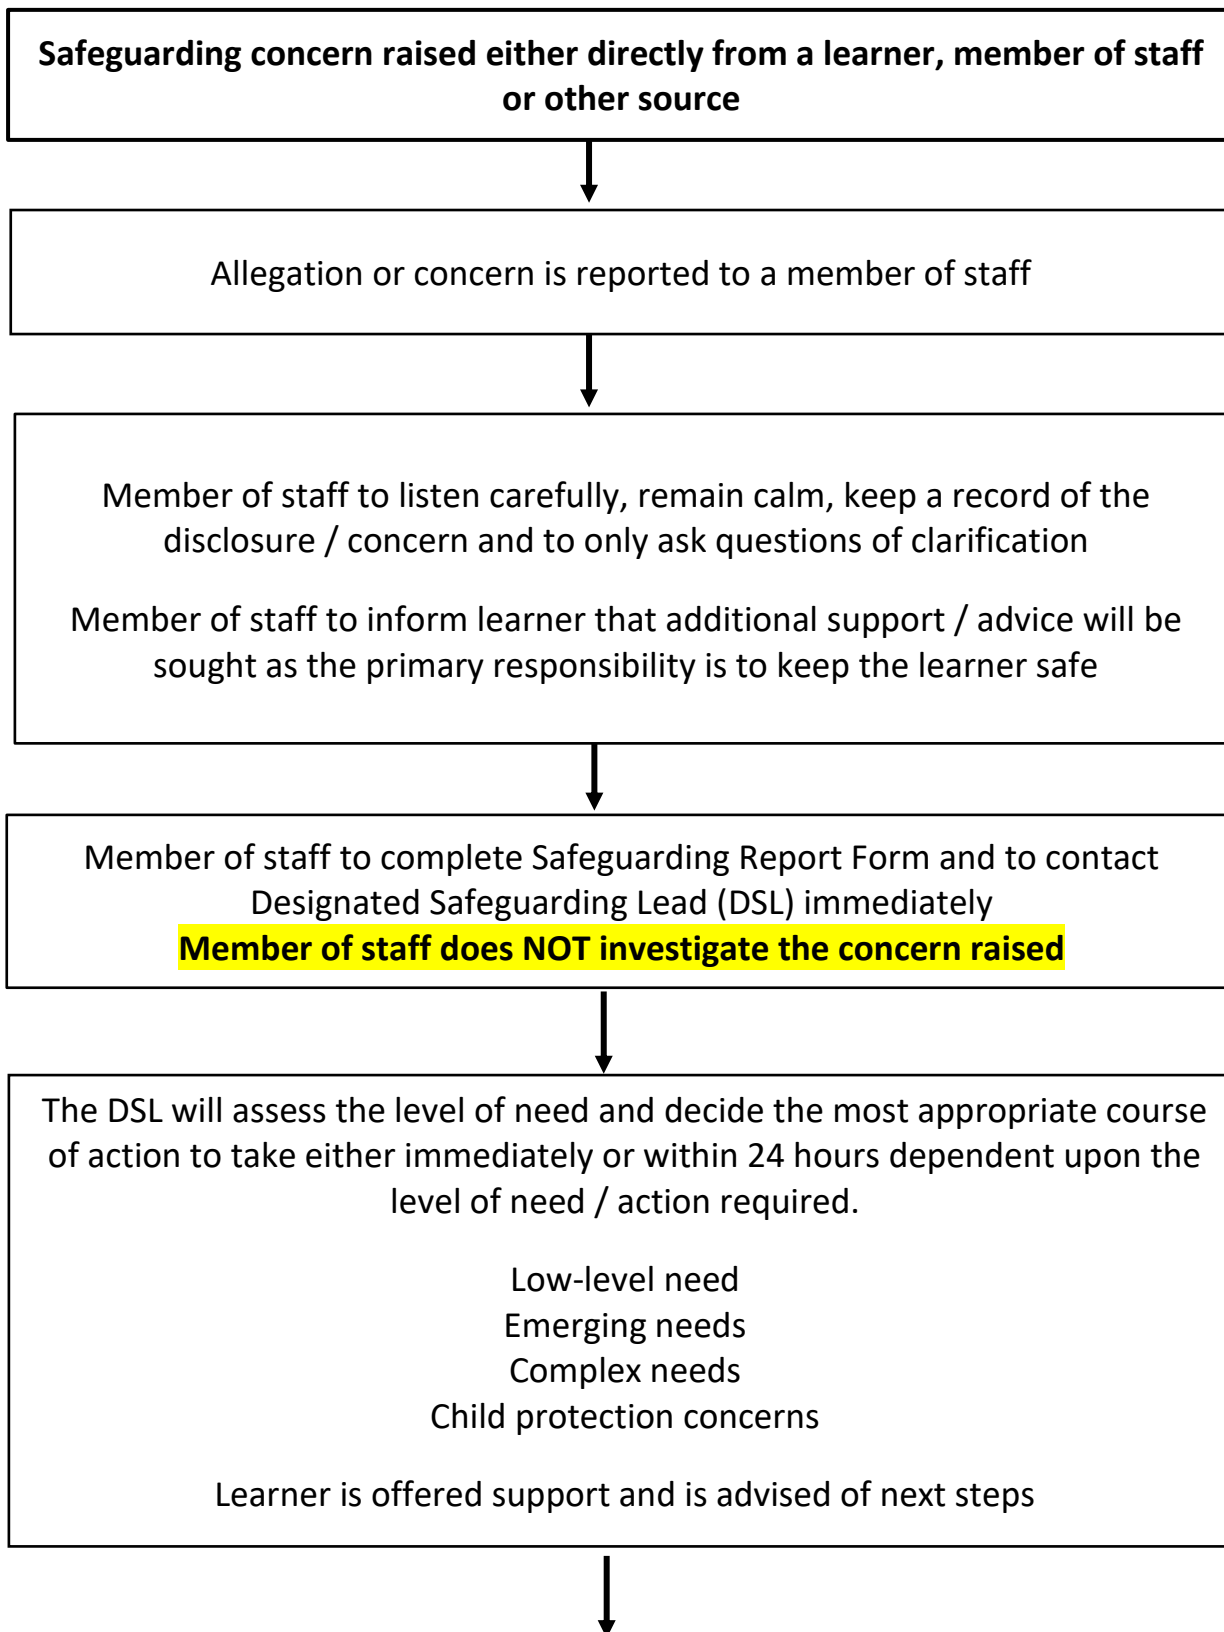 Safeguarding concern raised either directly from a learner, member of staff
or other source
Allegation or concern is reported to a member of staff
Member of staff to listen carefully, remain calm, keep a record of the
disclosure / concern and to only ask questions of clarification
Member of staff to inform learner that additional support / advice will be
sought as the primary responsibility is to keep the learner safe
Member of staff to complete Safeguarding Report Form and to contact
Designated Safeguarding Lead (DSL) immediately
Member of staff does NOT investigate the concern raised
The DSL will assess the level of need and decide the most appropriate course
of action to take either immediately or within 24 hours dependent upon the
level of need / action required.
Low-level need
Emerging needs
Complex needs
Child protection concerns
Learner is offered support and is advised of next steps